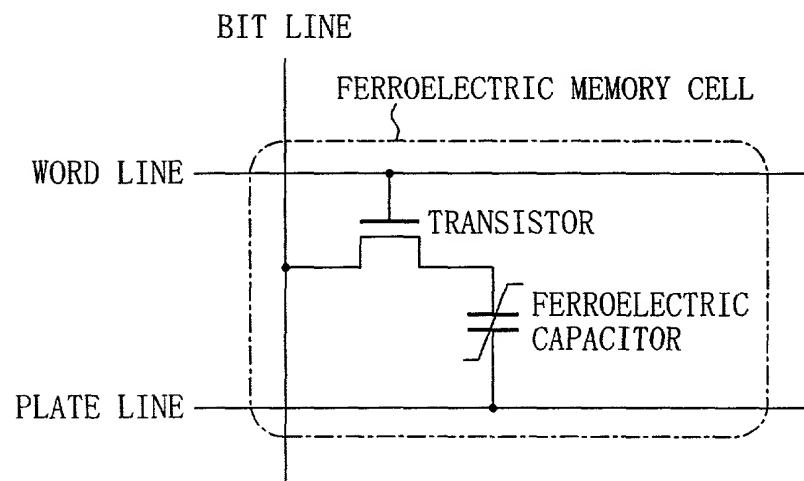 BIT LINE
FERROELECTRIC MEMORY CELL
WORD LINE
TRANSISTOR
FERROELECTRIC
CAPACITOR
PLATE LINE